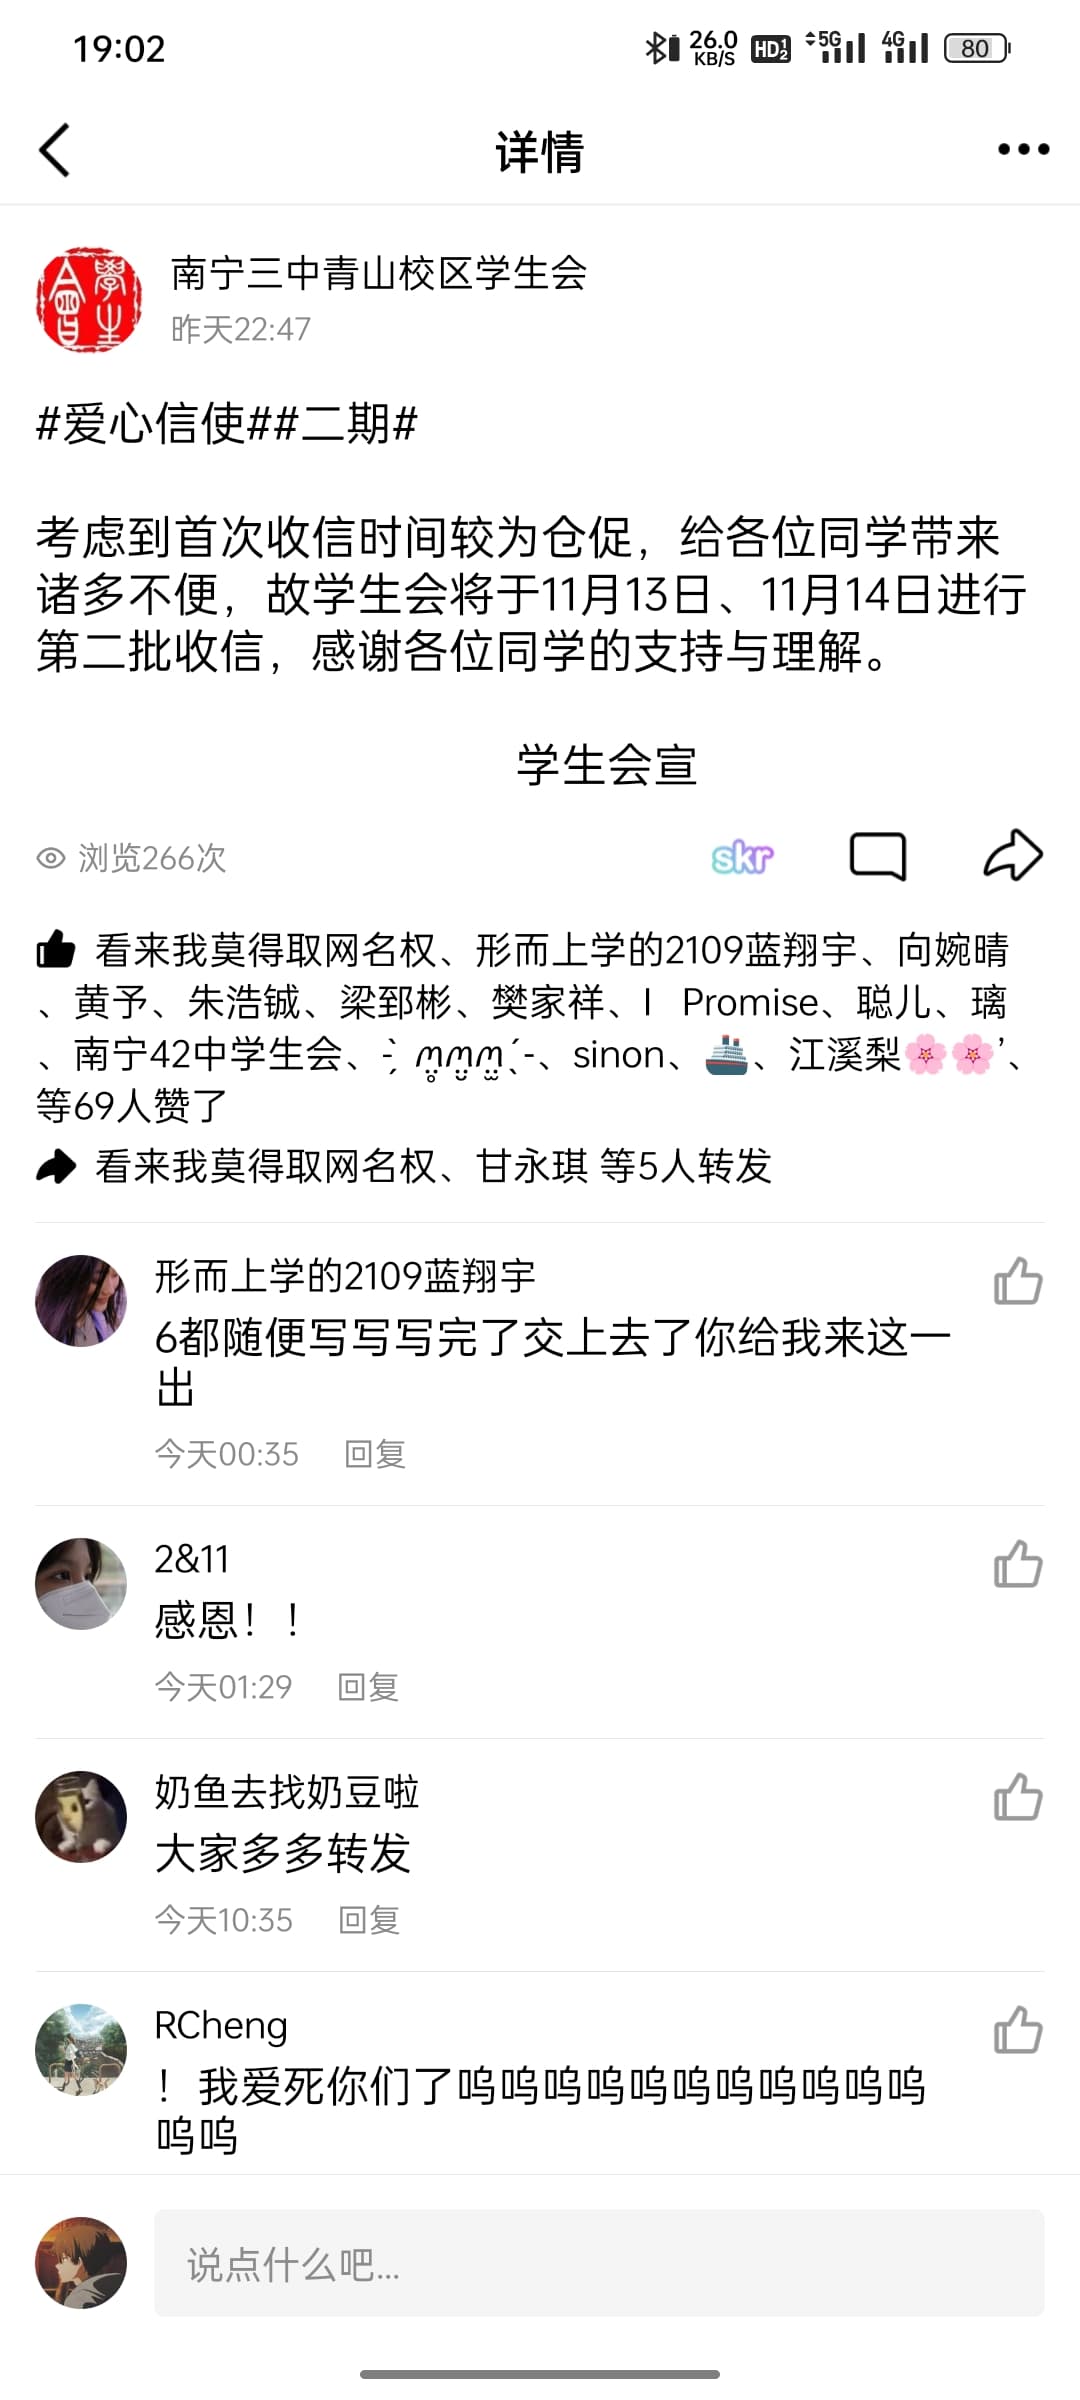 19:02
26.0 KB/S HD 1 2 5G 4G 80
详情
南宁三中青山校区学生会
昨天22:47
#爱心信使##二期#
考虑到首次收信时间较为仓促，给各位同学带来
诸多不便，故学生会将于11月13日、11月14日进行
第二批收信，感谢各位同学的支持与理解。
学生会宣
浏览266次
skr
看来我莫得取网名权、形而上学的2109蓝翔宇、向婉晴
、黄予、朱浩铖、梁郅彬、樊家祥、I Promise、聪儿、璃
、南宁42中学生会、sinon、🚢、江溪梨🌸🌸’、
等69人赞了
看来我莫得取网名权、甘永琪 等5人转发
形而上学的2109蓝翔宇
6都随便写写写完了交上去了你给我来这一
出
今天00:35 回复
2&11
感恩！！
今天01:29 回复
奶鱼去找奶豆啦
大家多多转发
今天10:35 回复
RCheng
！我爱死你们了呜呜呜呜呜呜呜呜呜呜呜
呜呜
说点什么吧...